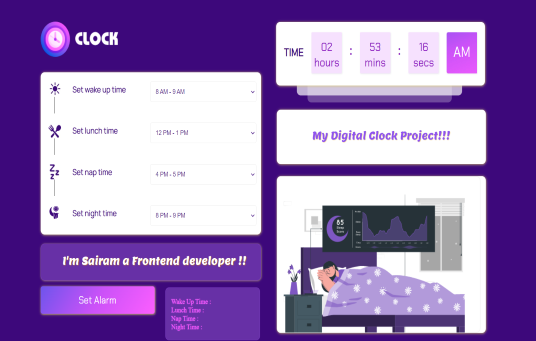 CLOCK
Set wake up time
8 AM - 9 AM
Set lunch time
12 PM - 1 PM
Set nap time
4 PM - 5 PM
Set night time
8 PM - 9 PM
I'm Sairam a Frontend developer !!
Set Alarm
Wake Up Time :
Lunch Time :
Nap Time :
Night Time :
TIME
02 : 53 : 16 AM
hours mins secs
My Digital Clock Project!!!
85